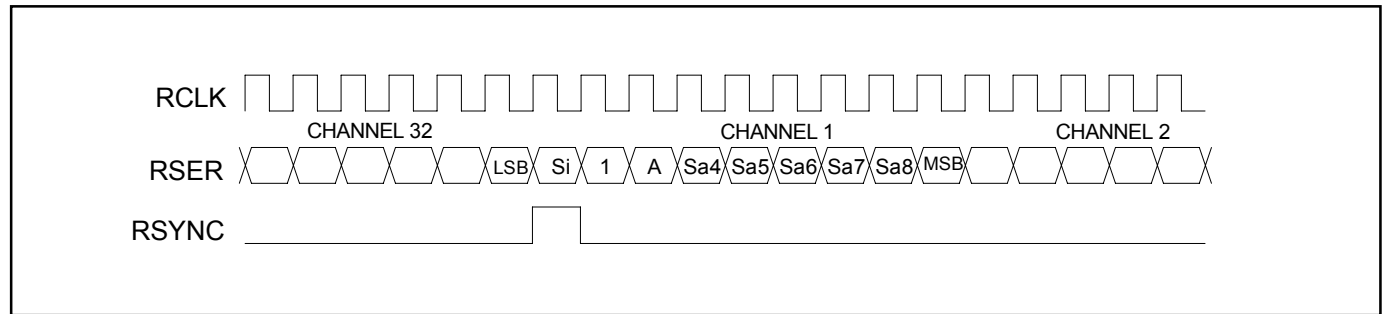 RCLK
CHANNEL 32 CHANNEL 1 CHANNEL 2
RSER LSB Si 1 A Sa4 Sa5 Sa6 Sa7 Sa8 MSB
RSYNC